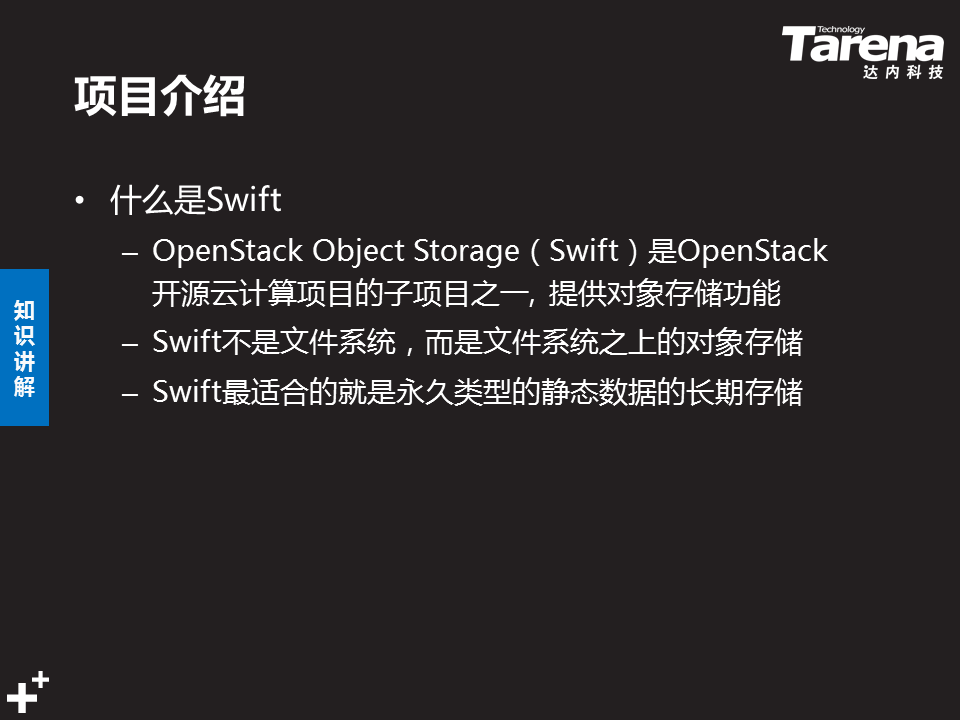 Technology
Tarena
达内科技
项目介绍
• 什么是Swift
– OpenStack Object Storage（Swift）是OpenStack
开源云计算项目的子项目之一, 提供对象存储功能
– Swift不是文件系统，而是文件系统之上的对象存储
– Swift最适合的就是永久类型的静态数据的长期存储
知
识
讲
解